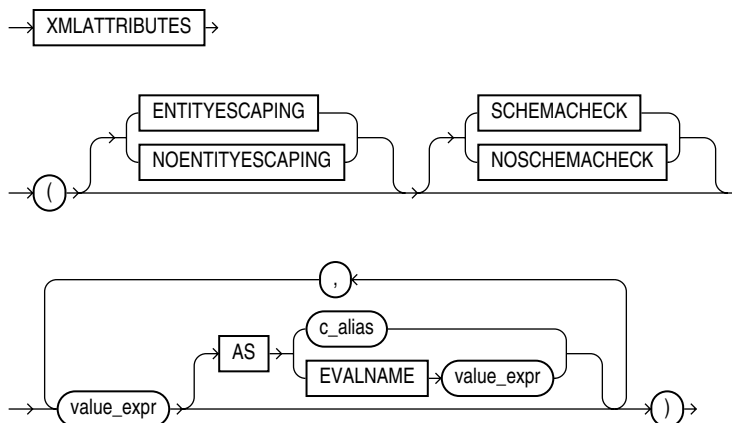 XMLATTRIBUTES
ENTITYESCAPING SCHEMACHECK
NOENTITYESCAPING NOSCHEMACHECK
(
,
c_alias
AS
EVALNAME value_expr
value_expr )